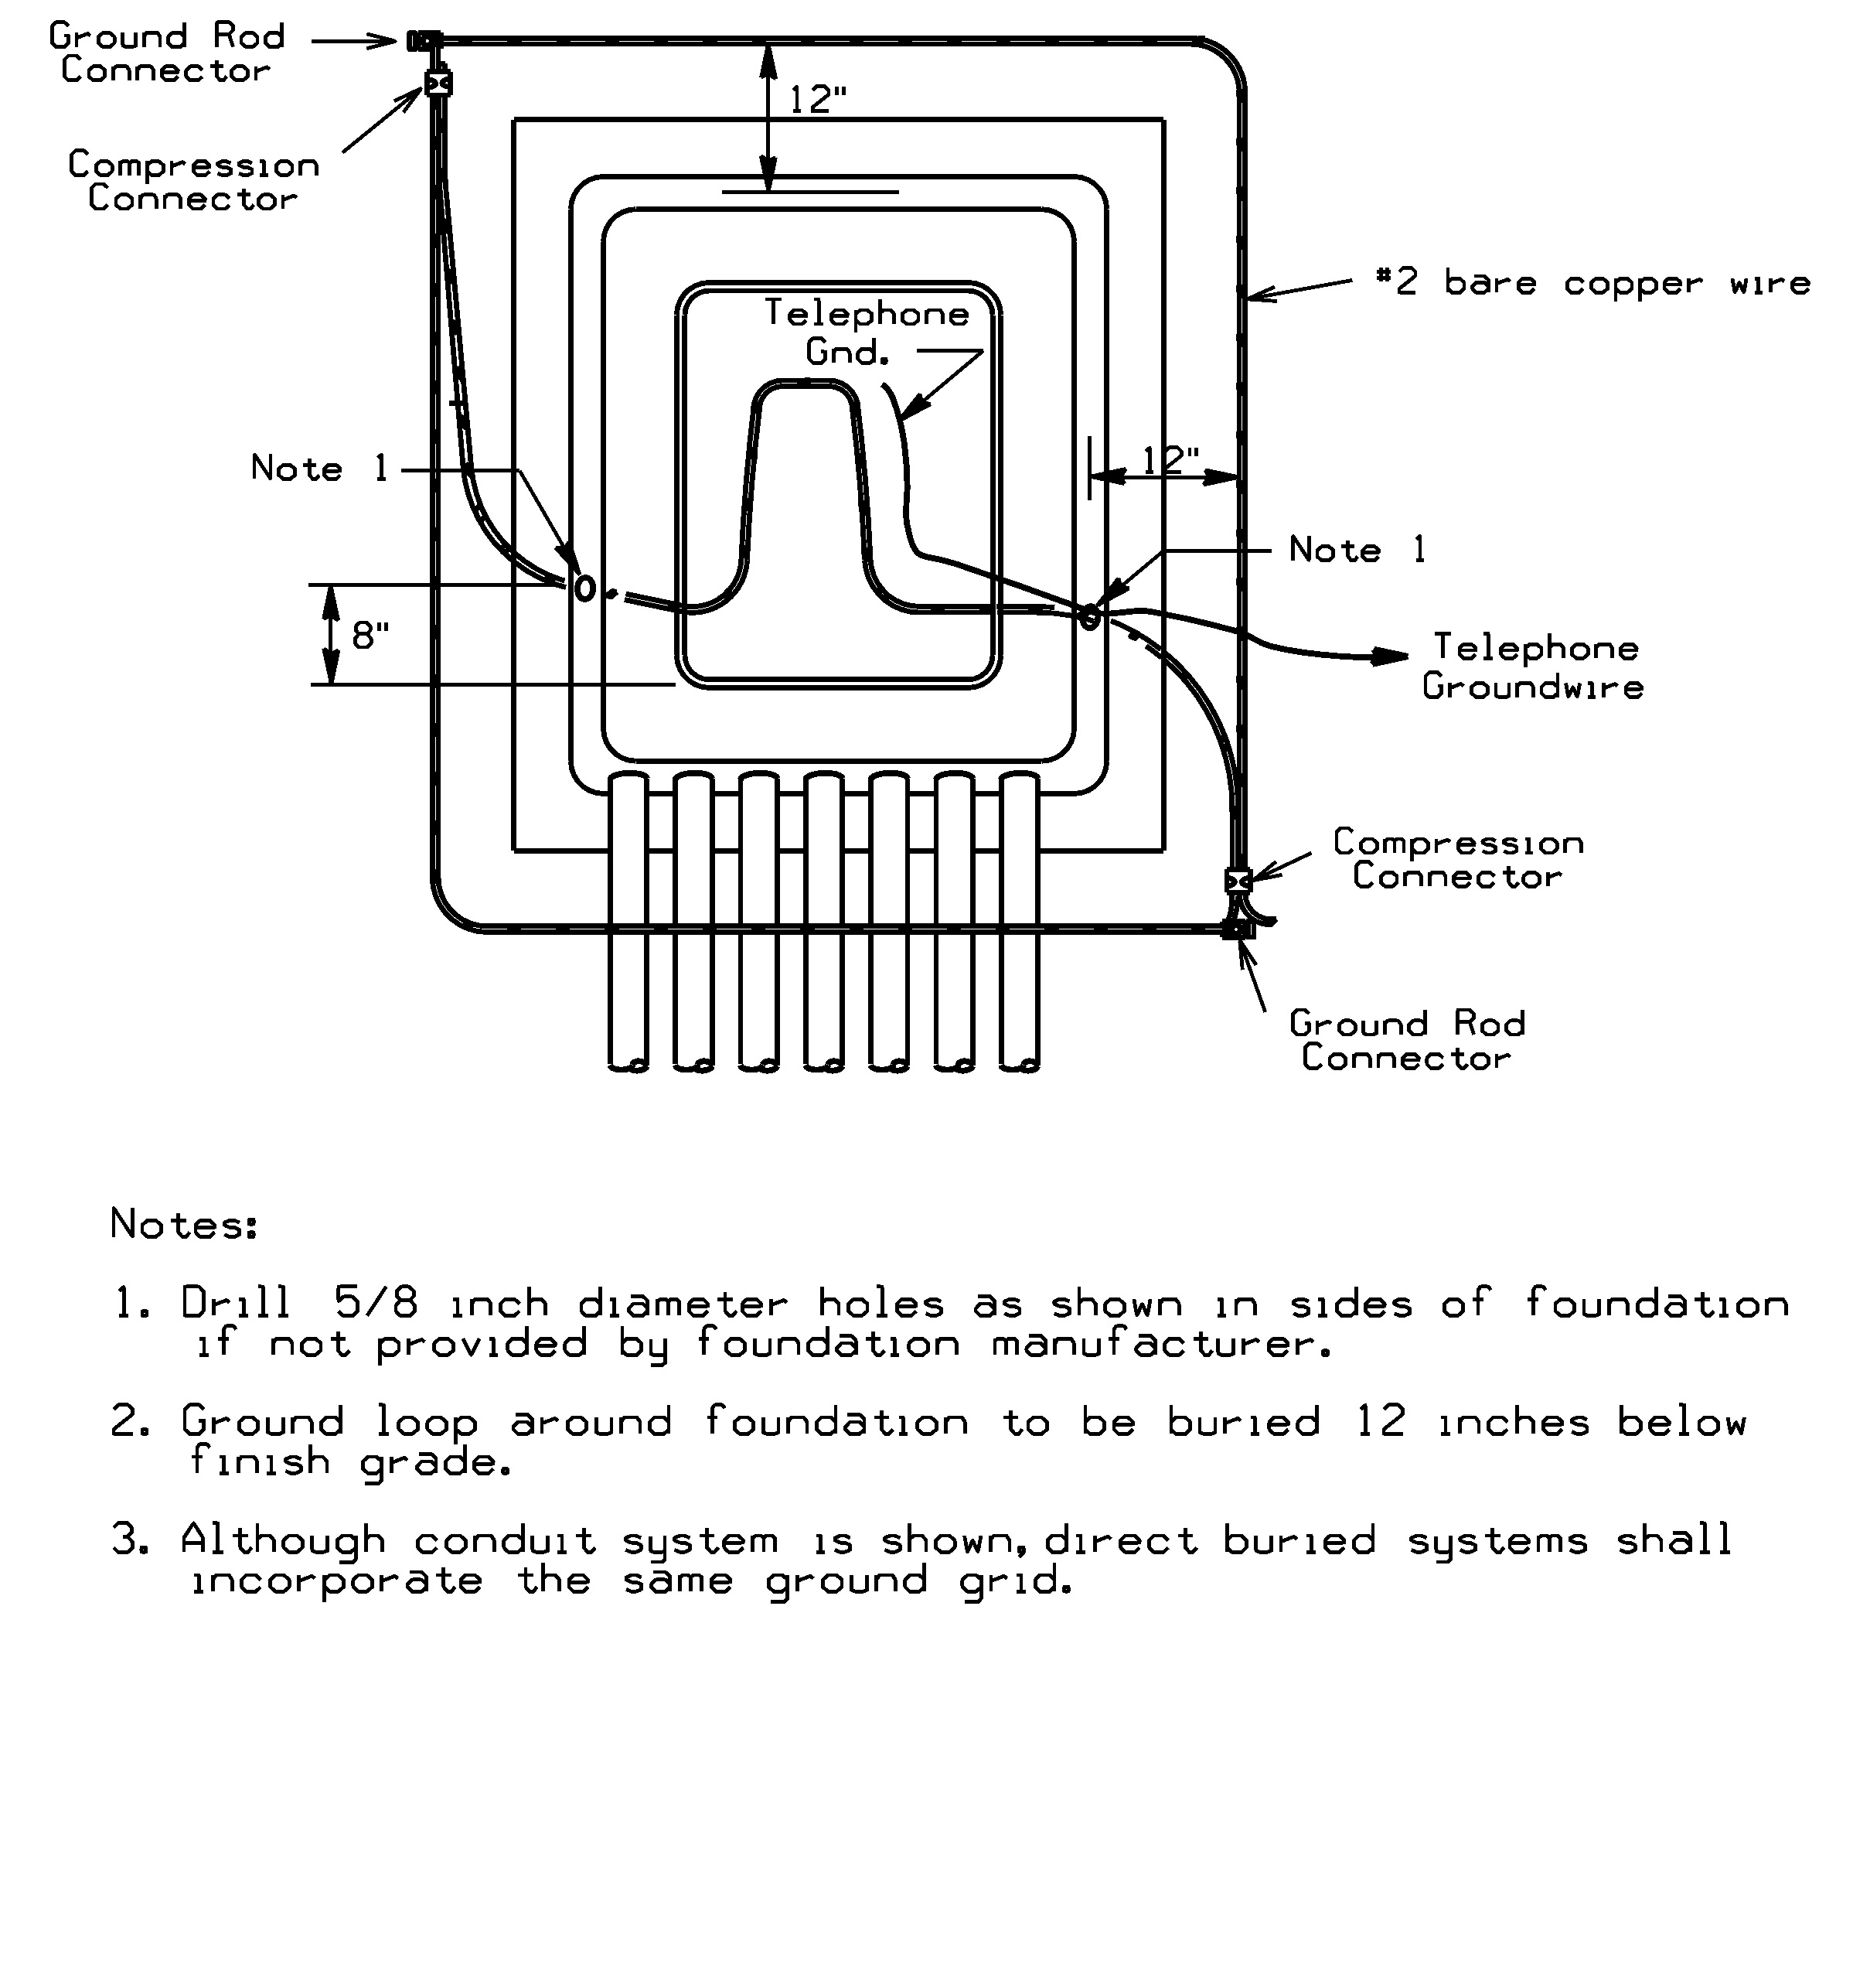 Ground Rod
Connector
12"
Compression
Connector
#2 bare copper wire
Telephone
Gnd.
12"
Note 1
Note 1
8"
Telephone
Groundwire
Compression
Connector
Ground Rod
Connector
Notes:
1. Drill 5/8 inch diameter holes as shown in sides of foundation
if not provided by foundation manufacturer.
2. Ground loop around foundation to be buried 12 inches below
finish grade.
3. Although conduit system is shown, direct buried systems shall
incorporate the same ground grid.